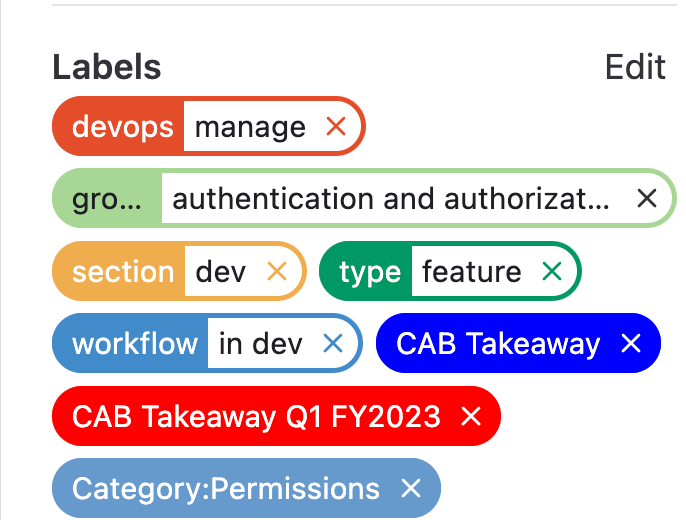 Labels Edit
devops manage ×
gro... authentication and authorizat... ×
section dev × type feature ×
workflow in dev × CAB Takeaway ×
CAB Takeaway Q1 FY2023 ×
Category:Permissions ×